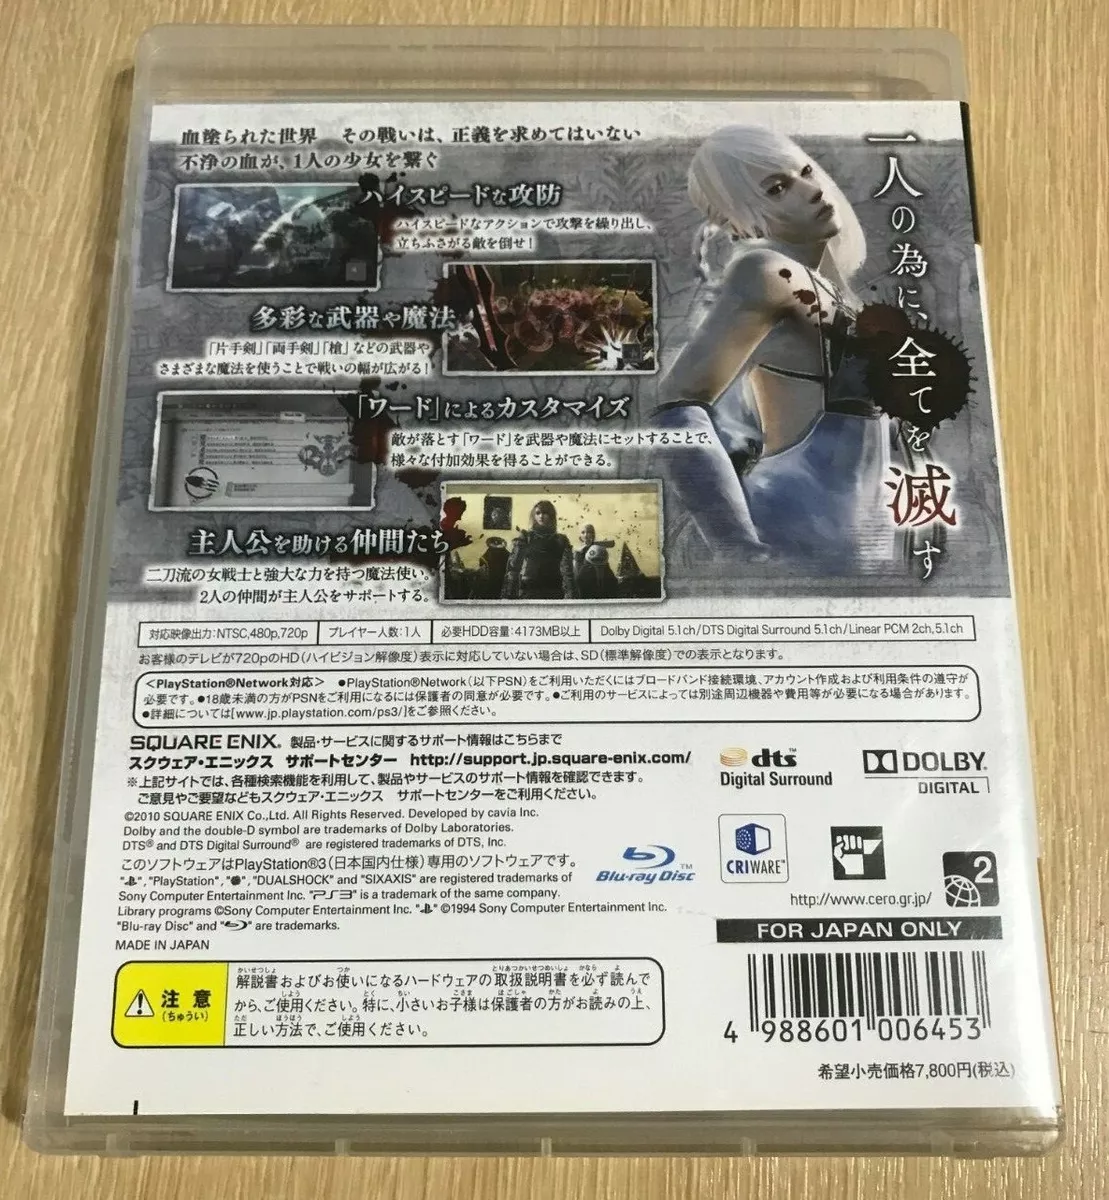 血塗られた世界　その戦いは、正義を求めてはいない
不浄の血が、1人の少女を繋ぐ
一人の為に、全てを滅す
ハイスピードな攻防
ハイスピードなアクションで攻撃を繰り出し、
立ちふさがる敵を倒せ!
多彩な武器や魔法
「片手剣」「両手剣」「槍」などの武器や
さまざまな魔法を使うことで戦いの幅が広がる!
「ワード」によるカスタマイズ
敵が落とす「ワード」を武器や魔法にセットすることで、
様々な付加効果を得ることができる。
主人公を助ける仲間たち
二刀流の女戦士と強大な力を持つ魔法使い。
2人の仲間が主人公をサポートする。
対応映像出力:NTSC,480p,720p プレイヤー人数:1人 必要HDD容量:4173MB以上 Dolby Digital 5.1ch/DTS Digital Surround 5.1ch/Linear PCM 2ch,5.1ch
お客様のテレビが720pのHD(ハイビジョン解像度)表示に対応していない場合は、SD(標準解像度)での表示となります。
<PlayStation®Network対応> ●PlayStation®Network(以下PSN)をご利用いただくにはブロードバンド接続環境、アカウント作成および利用条件の遵守が
必要です。●18歳未満の方がPSNをご利用になるには保護者の同意が必要です。●ご利用のサービスによっては別途周辺機器や費用等が必要になる場合があります。
●詳細については[www.jp.playstation.com/ps3/]をご参照ください。
SQUARE ENIX. 製品・サービスに関するサポート情報はこちらまで
スクウェア・エニックス サポートセンター http://support.jp.square-enix.com/
※上記サイトでは、各種検索機能を利用して、製品やサービスのサポート情報を確認できます。
ご意見やご要望などもスクウェア・エニックス サポートセンターをご利用ください。
©2010 SQUARE ENIX Co.,Ltd. All Rights Reserved. Developed by cavia Inc.
Dolby and the double-D symbol are trademarks of Dolby Laboratories.
DTS® and DTS Digital Surround® are registered trademarks of DTS, Inc.
このソフトウェアはPlayStation®3(日本国内仕様)専用のソフトウェアです。
" ", "PlayStation", " ", "DUALSHOCK" and "SIXAXIS" are registered trademarks of
Sony Computer Entertainment Inc. "PS3" is a trademark of the same company.
Library programs ©Sony Computer Entertainment Inc. " " ©1994 Sony Computer Entertainment Inc.
"Blu-ray Disc" and " " are trademarks.
MADE IN JAPAN
dts™
Digital Surround
DOLBY.
DIGITAL
Blu-ray Disc™
CRIWARE™
2
http://www.cero.gr.jp/
FOR JAPAN ONLY
注意
(ちゅうい)
解説書およびお使いになるハードウェアの取扱説明書を必ず読んで
から、ご使用ください。特に、小さいお子様は保護者の方がお読みの上、
正しい方法で、ご使用ください。
4 988601 006453
希望小売価格7,800円(税込)